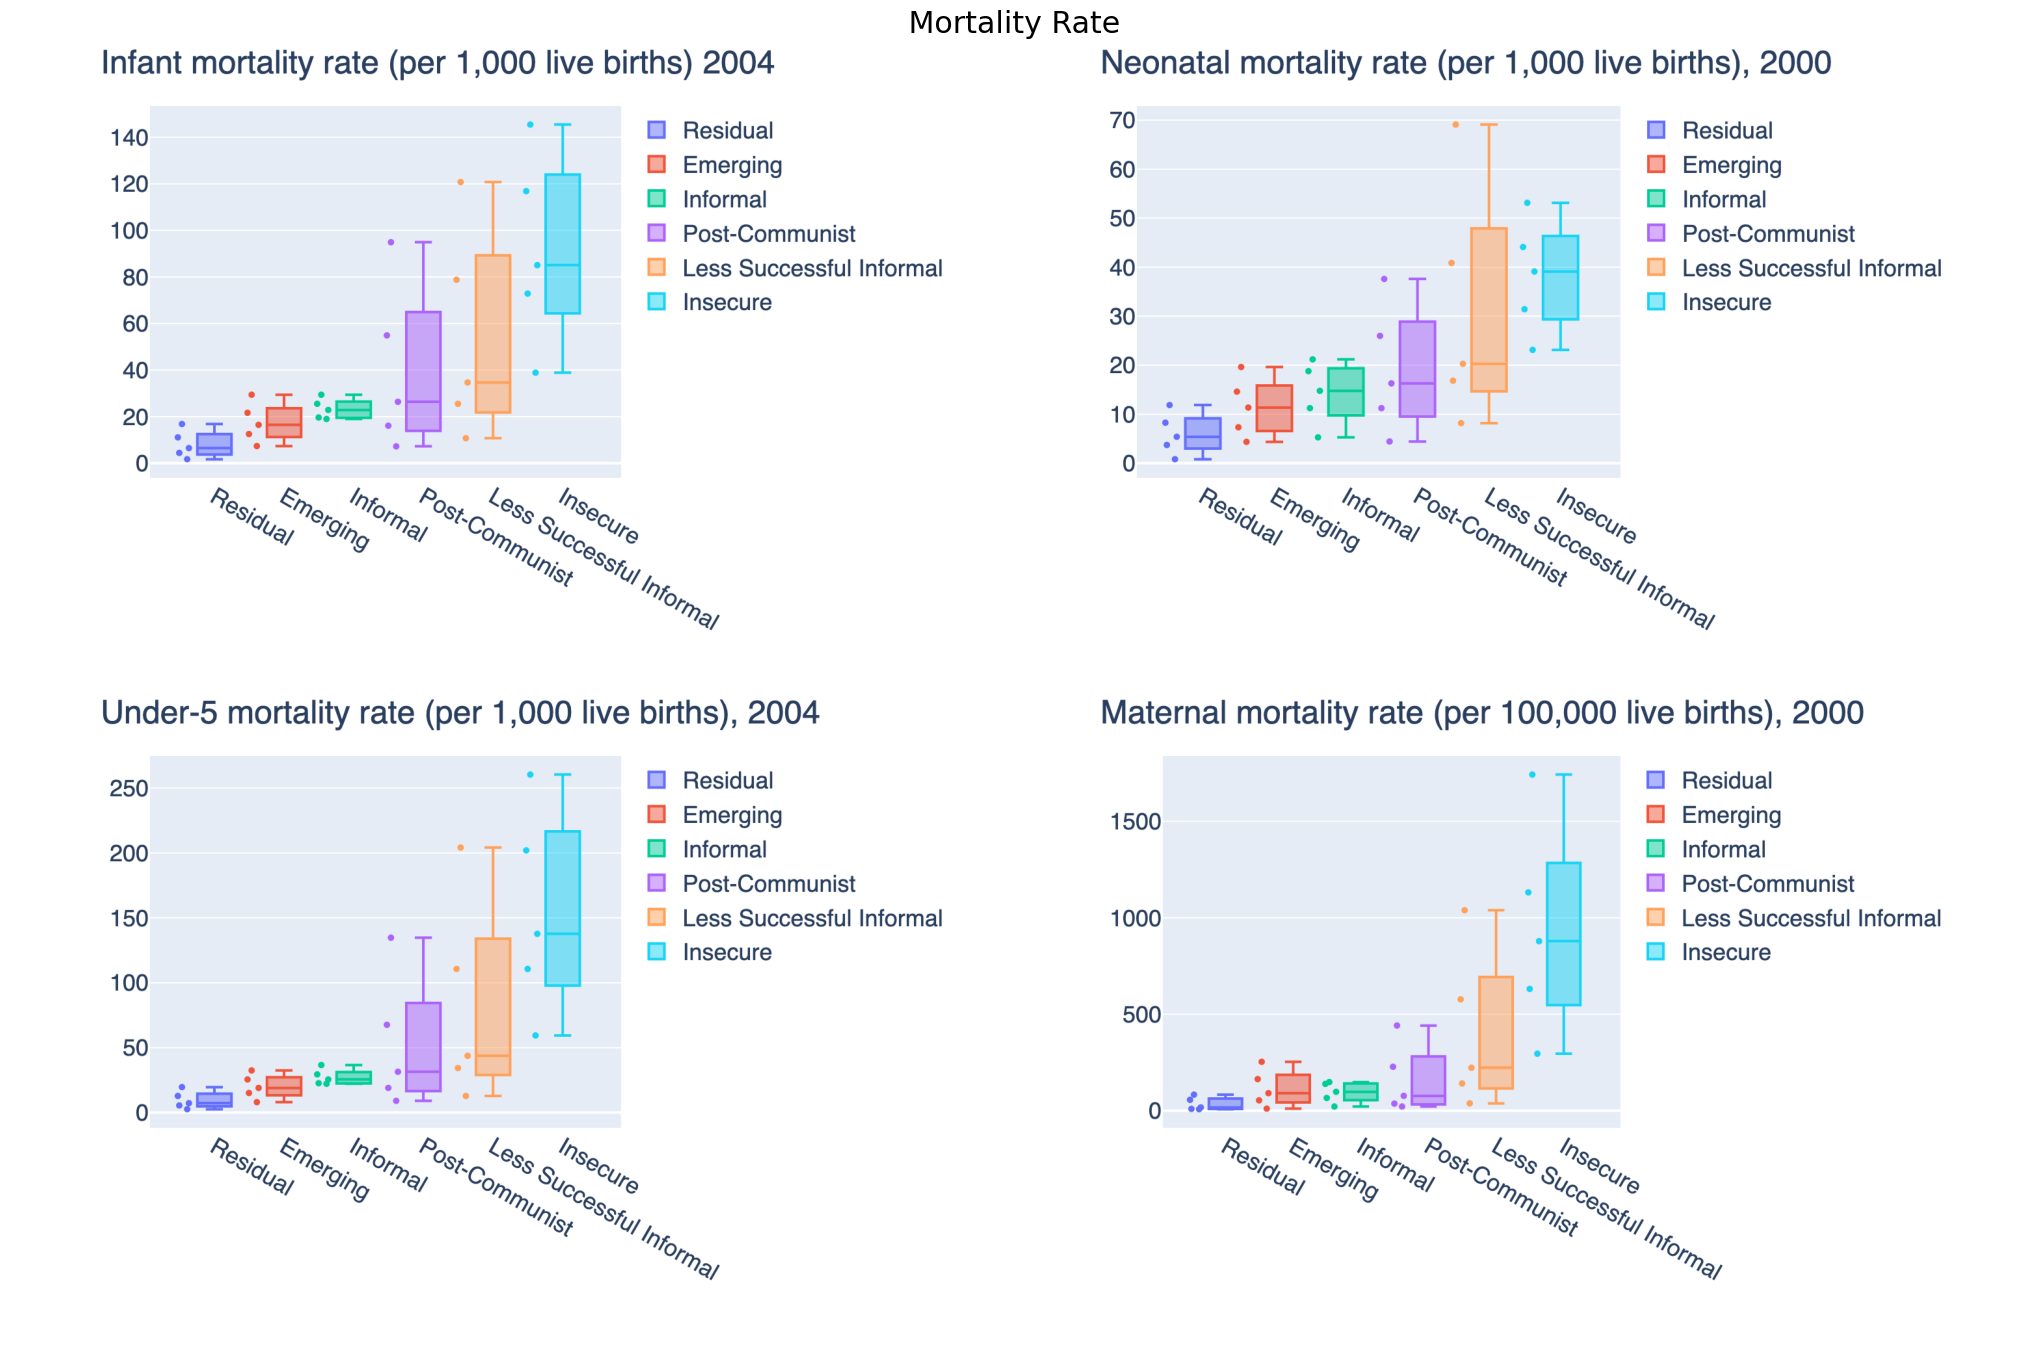 Mortality Rate
Infant mortality rate (per 1,000 live births) 2004
140
120
100
80
60
40
20
0
Residual
Emerging
Informal
Post-Communist
Less Successful Informal
Insecure
Residual
Emerging
Informal
Post-Communist
Less Successful Informal
Insecure
Neonatal mortality rate (per 1,000 live births), 2000
70
60
50
40
30
20
10
0
Residual
Emerging
Informal
Post-Communist
Less Successful Informal
Insecure
Residual
Emerging
Informal
Post-Communist
Less Successful Informal
Insecure
Under-5 mortality rate (per 1,000 live births), 2004
250
200
150
100
50
0
Residual
Emerging
Informal
Post-Communist
Less Successful Informal
Insecure
Residual
Emerging
Informal
Post-Communist
Less Successful Informal
Insecure
Maternal mortality rate (per 100,000 live births), 2000
1500
1000
500
0
Residual
Emerging
Informal
Post-Communist
Less Successful Informal
Insecure
Residual
Emerging
Informal
Post-Communist
Less Successful Informal
Insecure